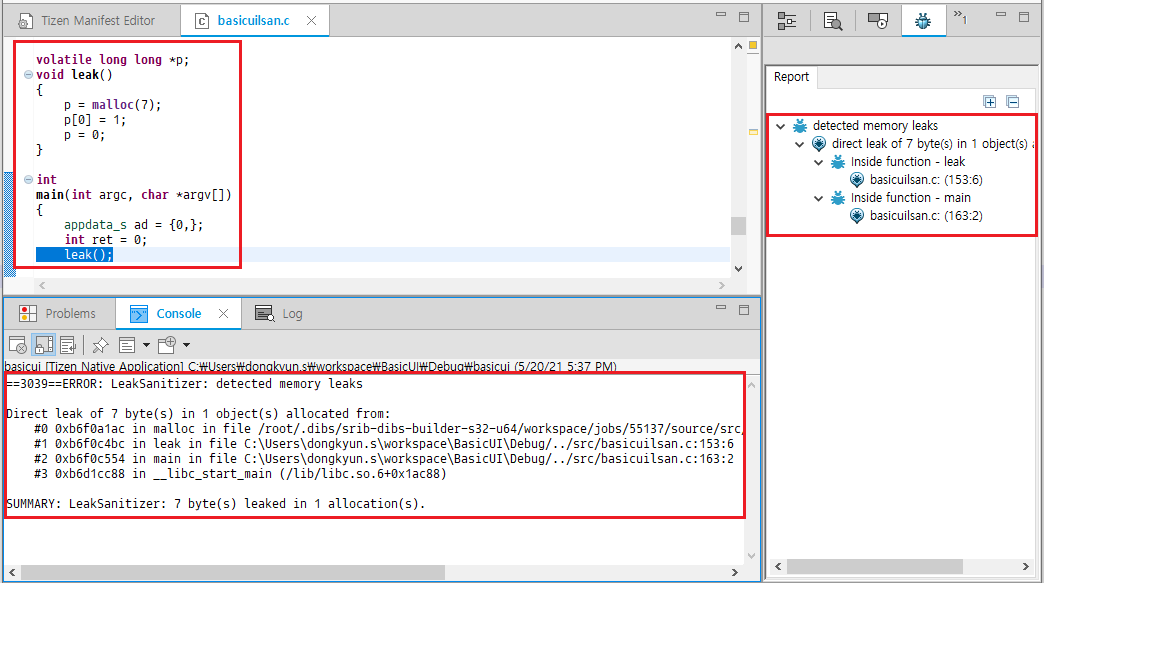 Tizen Manifest Editor
basicuilsan.c
1
volatile long long *p;
void leak()
{
p = malloc(7);
p[0] = 1;
p = 0;
}
int
main(int argc, char *argv[])
{
appdata_s ad = {0,};
int ret = 0;
leak();
Report
detected memory leaks
direct leak of 7 byte(s) in 1 object(s)
Inside function - leak
basicuilsan.c: (153:6)
Inside function - main
basicuilsan.c: (163:2)
Problems
Console
Log
basicui [Tizen Native Application] C:₩Users₩dongkyun.s₩workspace₩BasicUI₩Debug₩basicui (5/20/21 5:37 PM)
==3039==ERROR: LeakSanitizer: detected memory leaks
Direct leak of 7 byte(s) in 1 object(s) allocated from:
#0 0xb6f0a1ac in malloc in file /root/.dibs/srib-dibs-builder-s32-u64/workspace/jobs/55137/source/src/
#1 0xb6f0c4bc in leak in file C:\Users\dongkyun.s\workspace\BasicUI\Debug/../src/basicuilsan.c:153:6
#2 0xb6f0c554 in main in file C:\Users\dongkyun.s\workspace\BasicUI\Debug/../src/basicuilsan.c:163:2
#3 0xb6d1cc88 in __libc_start_main (/lib/libc.so.6+0x1ac88)
SUMMARY: LeakSanitizer: 7 byte(s) leaked in 1 allocation(s).